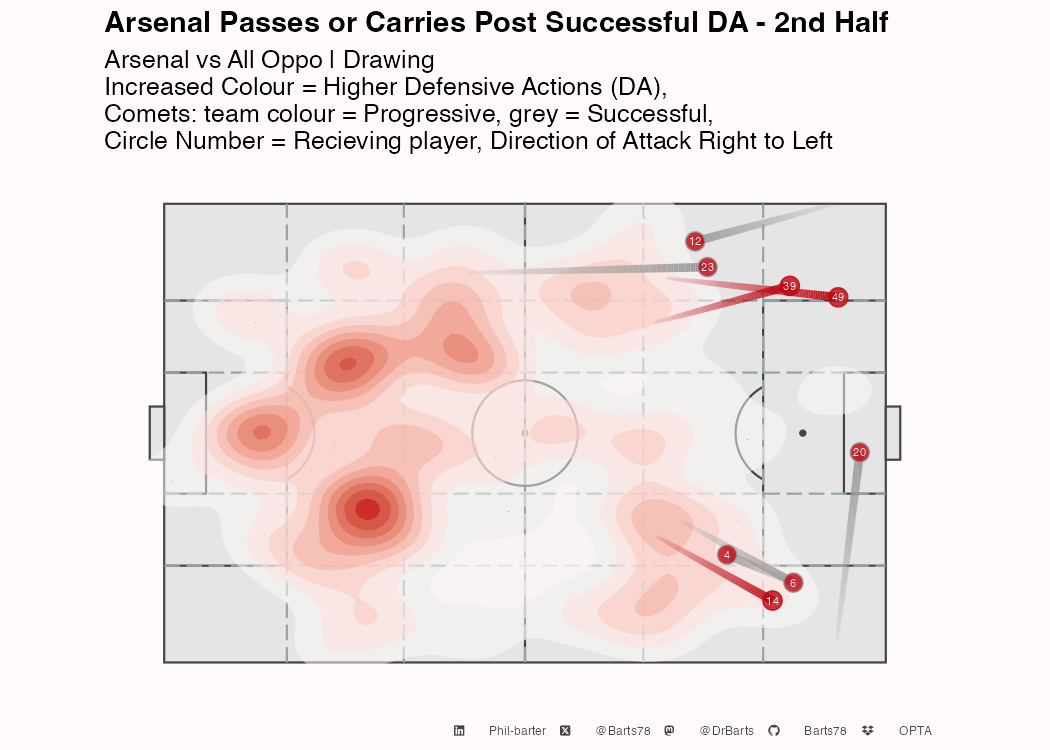 Arsenal Passes or Carries Post Successful DA - 2nd Half
Arsenal vs All Oppo | Drawing
Increased Colour = Higher Defensive Actions (DA),
Comets: team colour = Progressive, grey = Successful,
Circle Number = Recieving player, Direction of Attack Right to Left
12
23
39
49
20
4
6
14
Phil-barter @Barts78 @DrBarts Barts78 OPTA